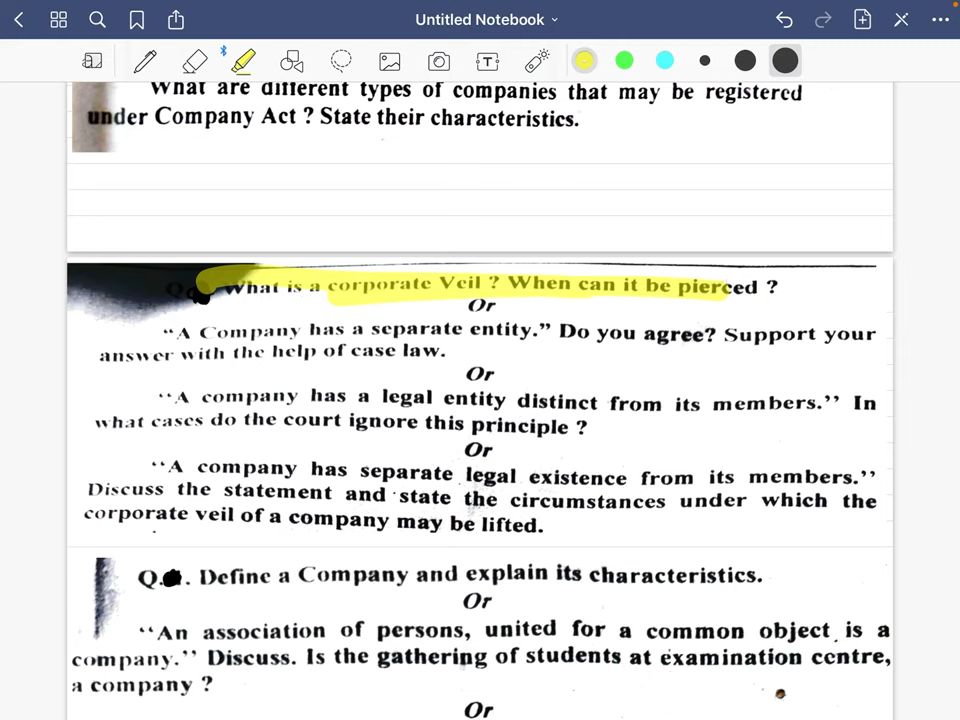 Untitled Notebook
What are different types of companies that may be registered
under Company Act ? State their characteristics.
What is a corporate Veil ? When can it be pierced ?
Or
“A Company has a separate entity.” Do you agree? Support your
answer with the help of case law.
Or
“A company has a legal entity distinct from its members.” In
what cases do the court ignore this principle ?
Or
“A company has separate legal existence from its members.”
Discuss the statement and state the circumstances under which the
corporate veil of a company may be lifted.
Q. . Define a Company and explain its characteristics.
Or
“An association of persons, united for a common object is a
company.” Discuss. Is the gathering of students at examination centre,
a company ?
Or